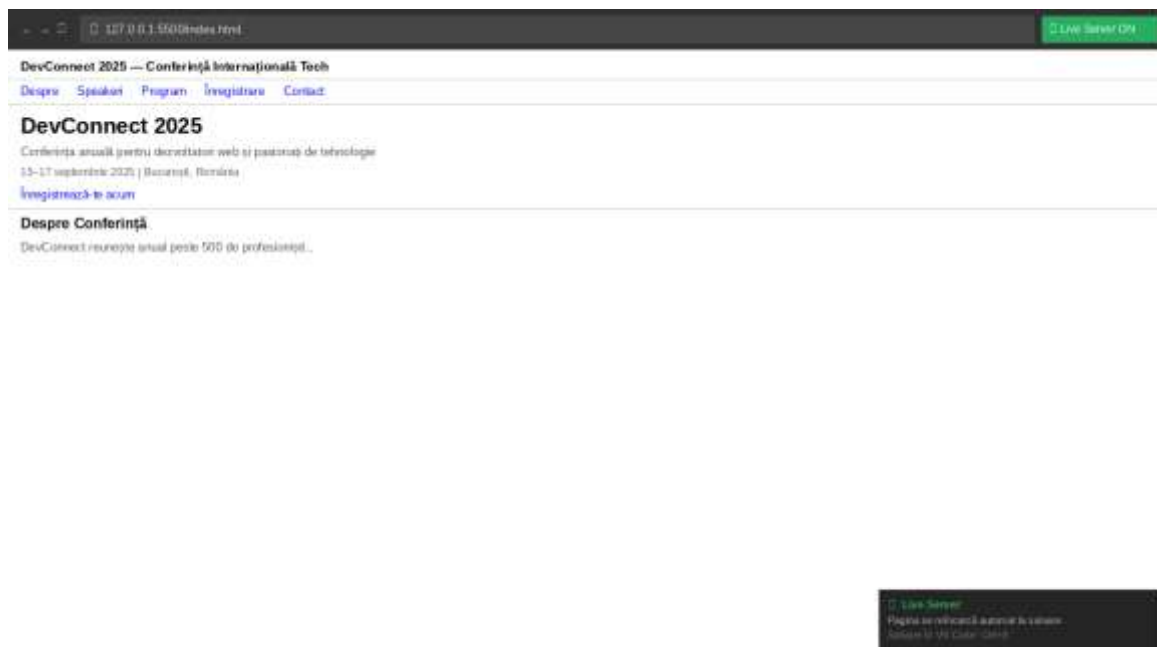 127.0.0.1:5500/index.html
Live Server ON
DevConnect 2025 — Conferință Internațională Tech
Despre Speakeri Program Înregistrare Contact
DevConnect 2025
Conferința anuală pentru dezvoltatori web și pasionați de tehnologie
15–17 septembrie 2025 | București, România
Înregistrează-te acum
Despre Conferință
DevConnect reunește anual peste 500 de profesioniști...
Live Server
Pagina se reîncarcă automat la salvare
VS Code: Ctrl+S